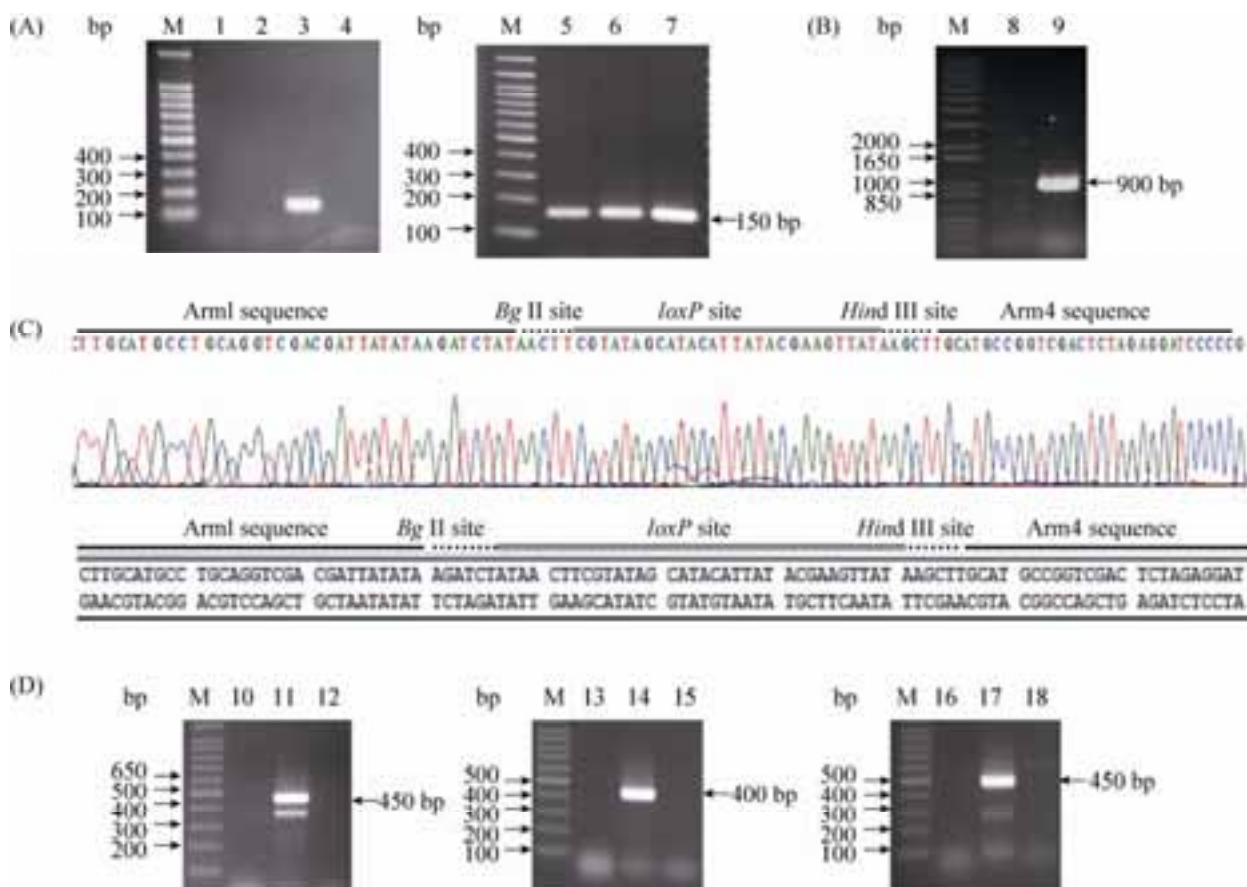 (A) bp M 1 2 3 4 bp M 5 6 7 (B) bp M 8 9
400
300
200
100
400
300
200
100
150 bp
2000
1650
1000
850
900 bp
ArmI sequence Bg II site loxP site Hind III site Arm4 sequence
(C)
CTTGCATGCCTGCAGGTCGACGATTATATAAGATCTATAACTTCGTATAGCATACATTATACGAAGTTATAAGCTTGCATGCCGGTCGACTCTAGAGGATCCCCCG
ArmI sequence Bg II site loxP site Hind III site Arm4 sequence
CTTGCATGCC TGCAGGTCGA CGATTATATA AGATCTATAA CTTCGTATAG CATACATTAT ACGAAGTTAT AAGCTTGCAT GCCGGTCGAC TCTAGAGGAT
GAACGTACGG ACGTCCAGCT GCTAATATAT TCTAGATATT GAAGCATATC GTATGTAATA TGCTTCAATA TTCGAACGTA CGGCCAGCTG AGATCTCCTA
(D) bp M 10 11 12 bp M 13 14 15 bp M 16 17 18
650
500
400
300
200
450 bp
500
400
300
200
100
400 bp
500
400
300
200
100
450 bp